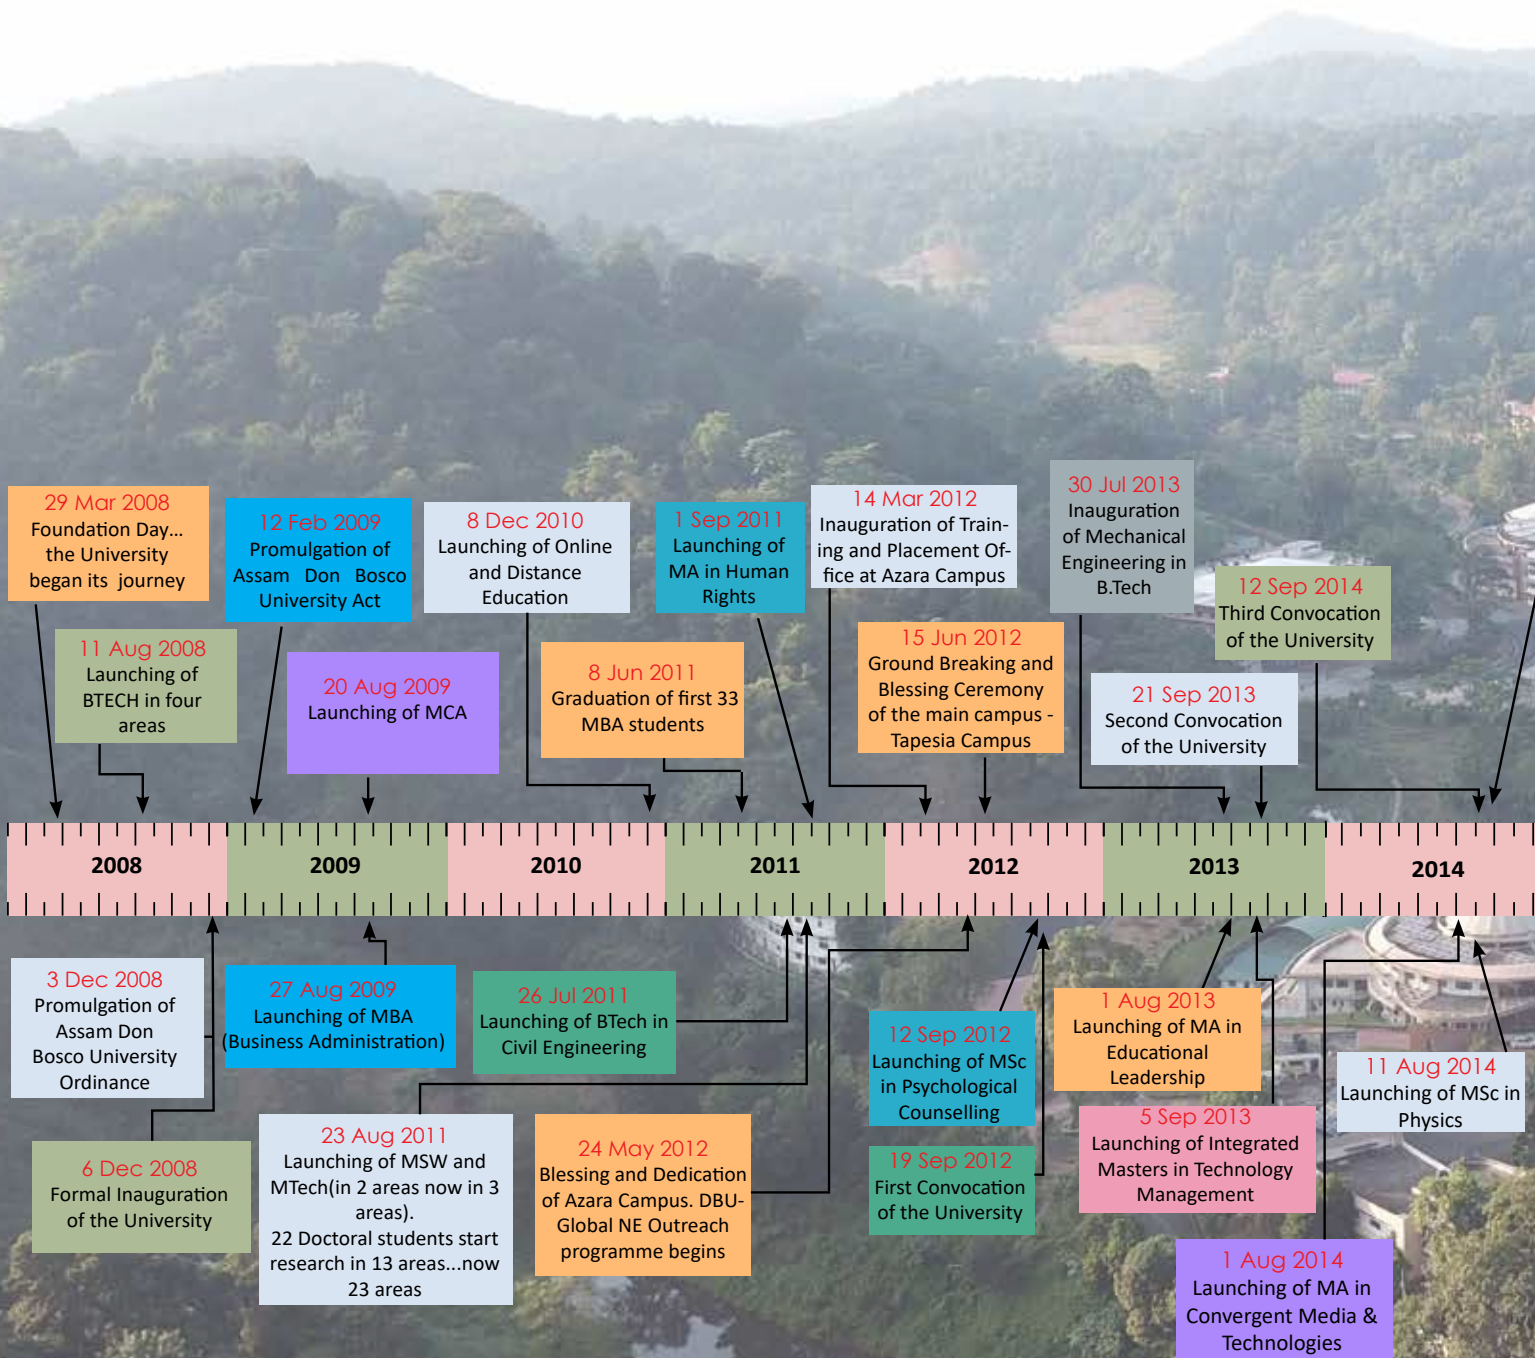 29 Mar 2008
Foundation Day...
the University
began its journey
11 Aug 2008
Launching of
BTECH in four
areas
12 Feb 2009
Promulgation of
Assam Don Bosco
University Act
20 Aug 2009
Launching of MCA
8 Dec 2010
Launching of Online
and Distance
Education
8 Jun 2011
Graduation of first 33
MBA students
1 Sep 2011
Launching of
MA in Human
Rights
14 Mar 2012
Inauguration of Train-
ing and Placement Of-
fice at Azara Campus
15 Jun 2012
Ground Breaking and
Blessing Ceremony
of the main campus -
Tapesia Campus
30 Jul 2013
Inauguration
of Mechanical
Engineering in
B.Tech
21 Sep 2013
Second Convocation
of the University
12 Sep 2014
Third Convocation
of the University
2008
2009
2010
2011
2012
2013
2014
3 Dec 2008
Promulgation of
Assam Don
Bosco University
Ordinance
6 Dec 2008
Formal Inauguration
of the University
27 Aug 2009
Launching of MBA
(Business Administration)
23 Aug 2011
Launching of MSW and
MTech(in 2 areas now in 3
areas).
22 Doctoral students start
research in 13 areas...now
23 areas
26 Jul 2011
Launching of BTech in
Civil Engineering
24 May 2012
Blessing and Dedication
of Azara Campus. DBU-
Global NE Outreach
programme begins
12 Sep 2012
Launching of MSc
in Psychological
Counselling
19 Sep 2012
First Convocation
of the University
1 Aug 2013
Launching of MA in
Educational
Leadership
5 Sep 2013
Launching of Integrated
Masters in Technology
Management
1 Aug 2014
Launching of MA in
Convergent Media &
Technologies
11 Aug 2014
Launching of MSc in
Physics